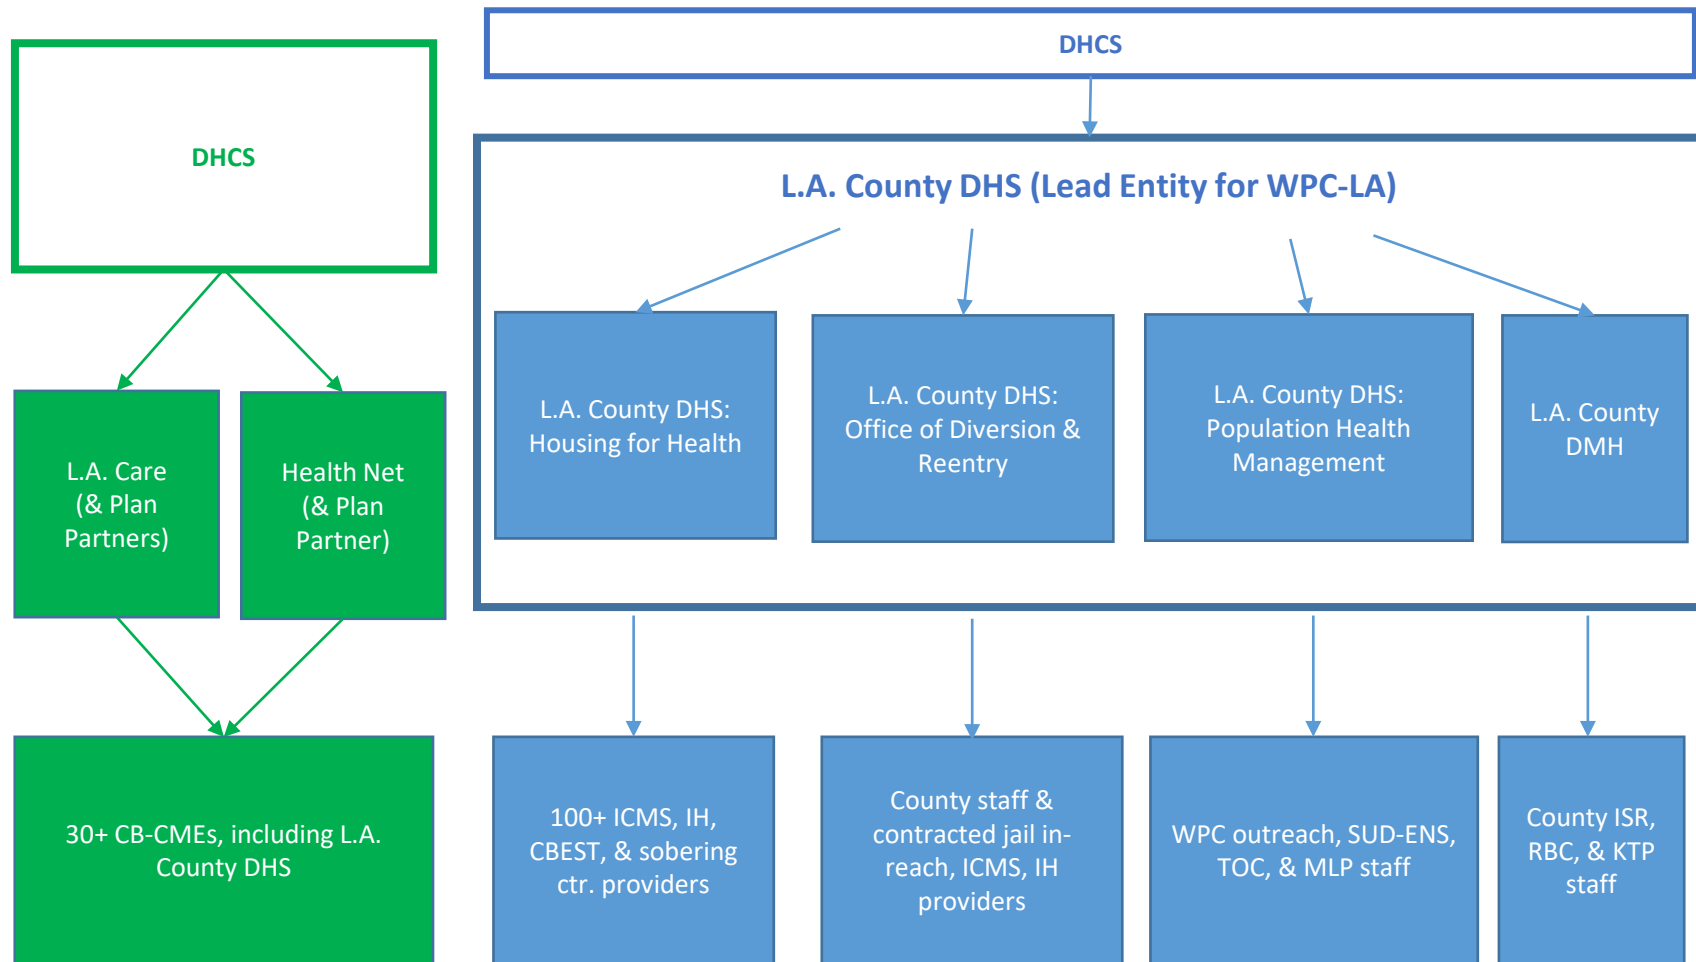 DHCS
DHCS
L.A. County DHS (Lead Entity for WPC-LA)
L.A. Care
(& Plan
Partners)
Health Net
(& Plan
Partner)
L.A. County DHS:
Housing for Health
L.A. County DHS:
Office of Diversion &
Reentry
L.A. County DHS:
Population Health
Management
L.A. County
DMH
30+ CB-CMEs, including L.A.
County DHS
100+ ICMS, IH,
CBEST, & sobering
ctr. providers
County staff &
contracted jail in-
reach, ICMS, IH
providers
WPC outreach, SUD-ENS,
TOC, & MLP staff
County ISR,
RBC, & KTP
staff